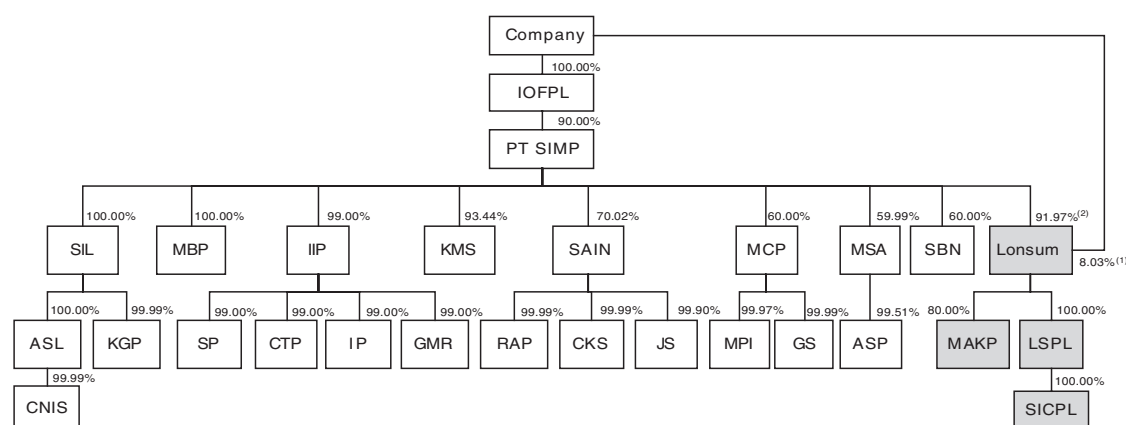 Company
100.00%
IOFPL
90.00%
PT SIMP
100.00% 100.00% 99.00% 93.44% 70.02% 60.00% 59.99% 60.00% 91.97%(2)
SIL MBP IIP KMS SAIN MCP MSA SBN Lonsum
8.03%(1)
100.00% 99.99% 99.00% 99.00% 99.00% 99.00% 99.99% 99.99% 99.90% 99.97% 99.99% 99.51% 80.00% 100.00%
ASL KGP SP CTP IP GMR RAP CKS JS MPI GS ASP MAKP LSPL
99.99% 100.00%
CNIS SICPL